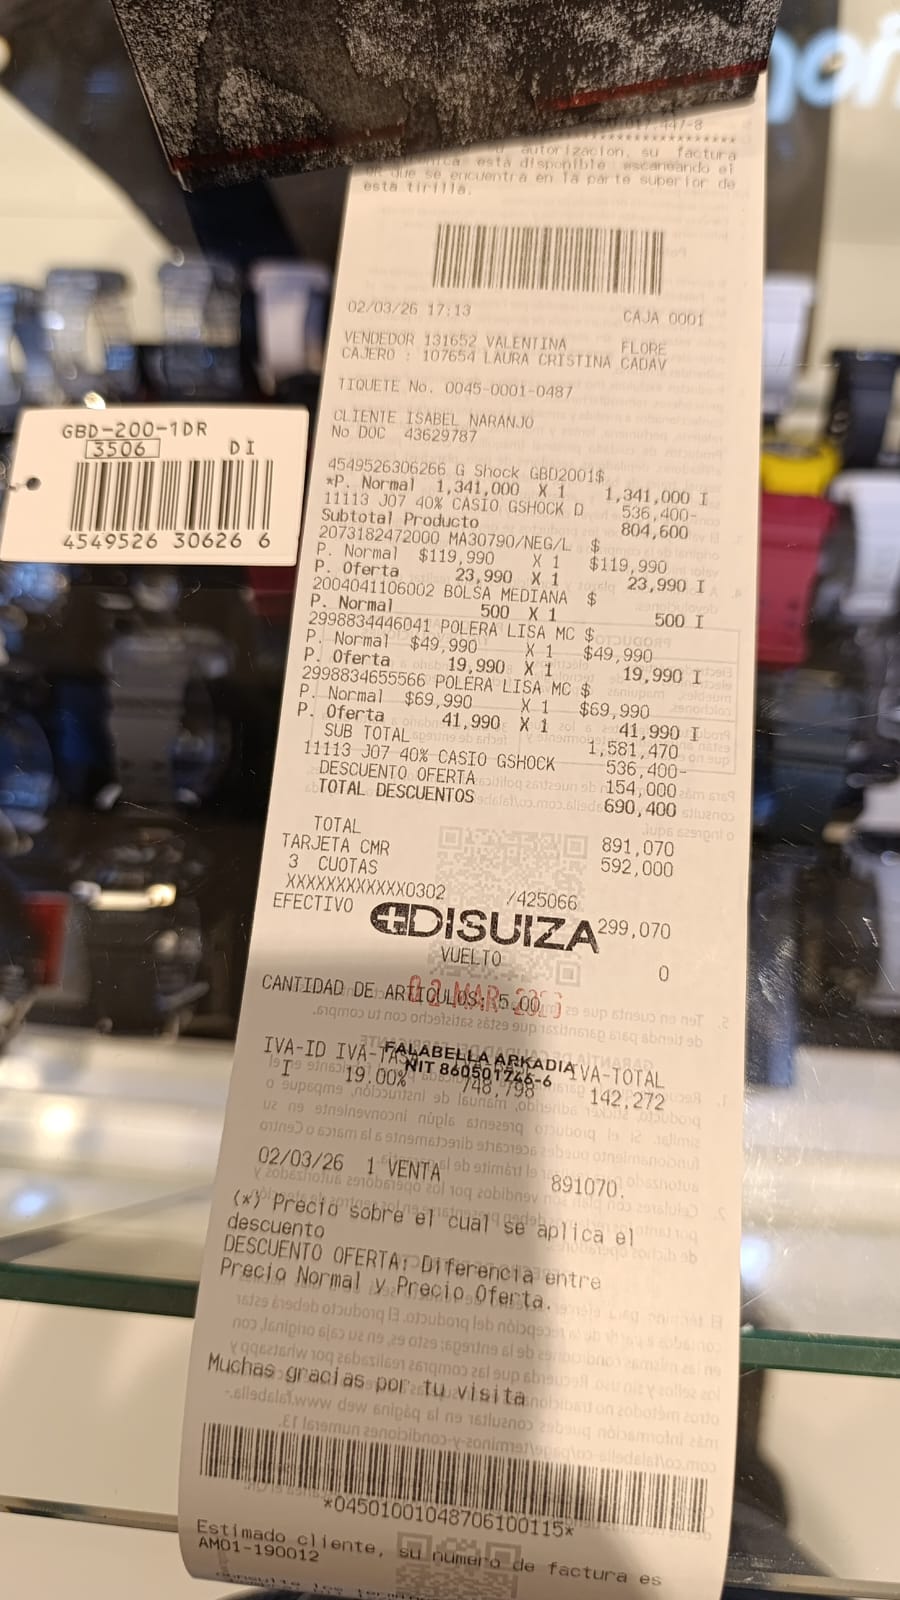 autorizacion, su factura
está disponible escaneando el
que se encuentra en la parte superior de
esta tirilla.
02/03/26 17:13 CAJA 0001
VENDEDOR 131652 VALENTINA FLORE
CAJERO : 107654 LAURA CRISTINA CADAV
TIQUETE No. 0045-0001-0487
CLIENTE ISABEL NARANJO
No DOC 43629787
GBD-200-1DR
3506 DI
4549526 30626 6
4549526306266 G Shock GBD2001$
*P. Normal 1,341,000 X 1 1,341,000 I
11113 J07 40% CASIO GSHOCK D 536,400-
Subtotal Producto 804,600
2073182472000 MA30790/NEG/L $
P. Normal $119,990 X 1 $119,990
P. Oferta 23,990 X 1 23,990 I
2004041106002 BOLSA MEDIANA $
P. Normal 500 X 1 500 I
2998834446041 POLERA LISA MC $
P. Normal $49,990 X 1 $49,990
P. Oferta 19,990 X 1 19,990 I
2998834655566 POLERA LISA MC $
P. Normal $69,990 X 1 $69,990
P. Oferta 41,990 X 1 41,990 I
SUB TOTAL 1,581,470
11113 J07 40% CASIO GSHOCK 536,400-
DESCUENTO OFERTA 154,000
TOTAL DESCUENTOS 690,400
TOTAL 891,070
TARJETA CMR 592,000
3 CUOTAS
XXXXXXXXXXXX0302 /425066
EFECTIVO 299,070
DISUIZA
VUELTO 0
CANTIDAD DE ARTICULOS: 5.00
02 MAR 2026
FALABELLA ARKADIA
NIT 860501746-6
IVA-ID IVA-TASA IVA-TOTAL
I 19.00% 748,798 142,272
02/03/26 1 VENTA 891070.
(*) Precio sobre el cual se aplica el
descuento
DESCUENTO OFERTA: Diferencia entre
Precio Normal y Precio Oferta.
Muchas gracias por tu visita
*04501001048706100115*
Estimado cliente, su numero de factura es
AM01-190012